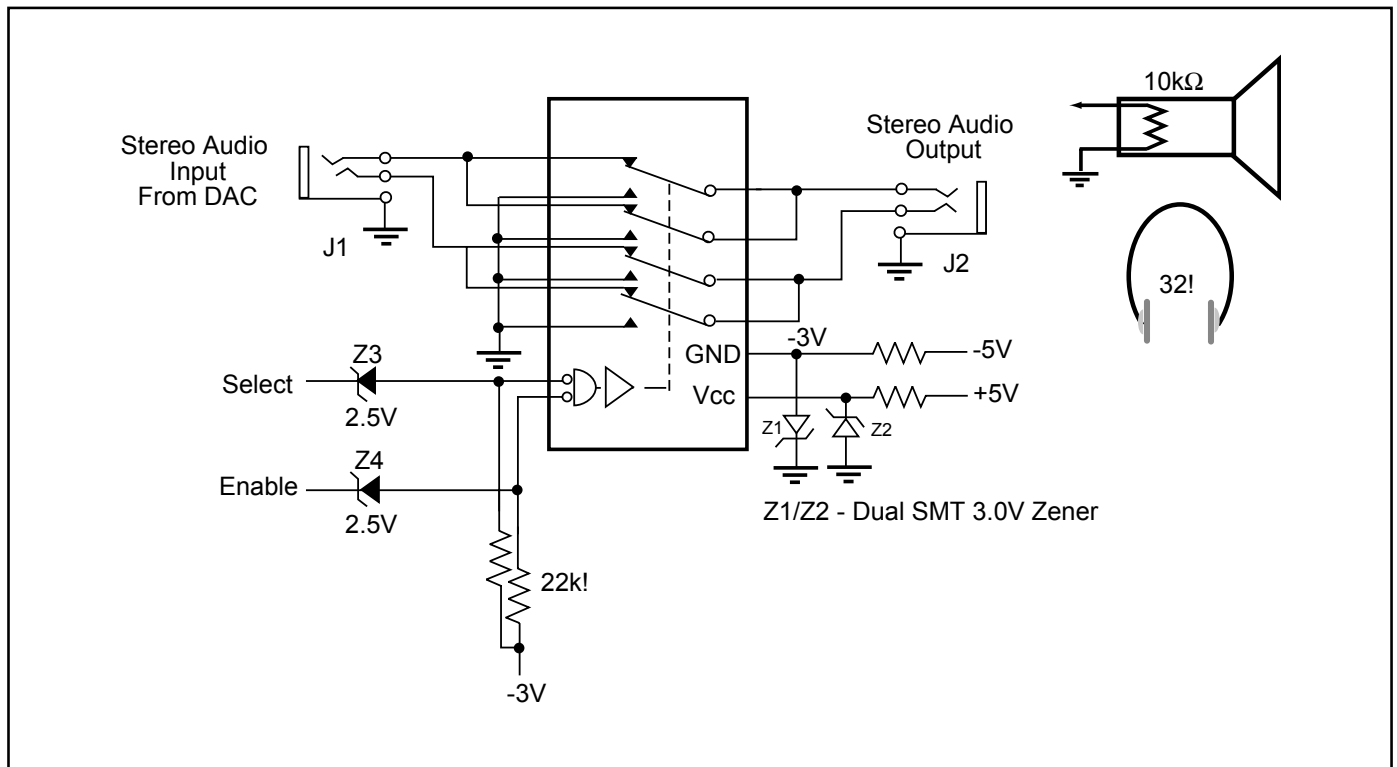 Stereo Audio
Input
From DAC
J1
Stereo Audio
Output
J2
10kΩ
32!
-3V
GND
-5V
Vcc
+5V
Z1
Z2
Z1/Z2 - Dual SMT 3.0V Zener
Select
Z3
2.5V
Enable
Z4
2.5V
22k!
-3V